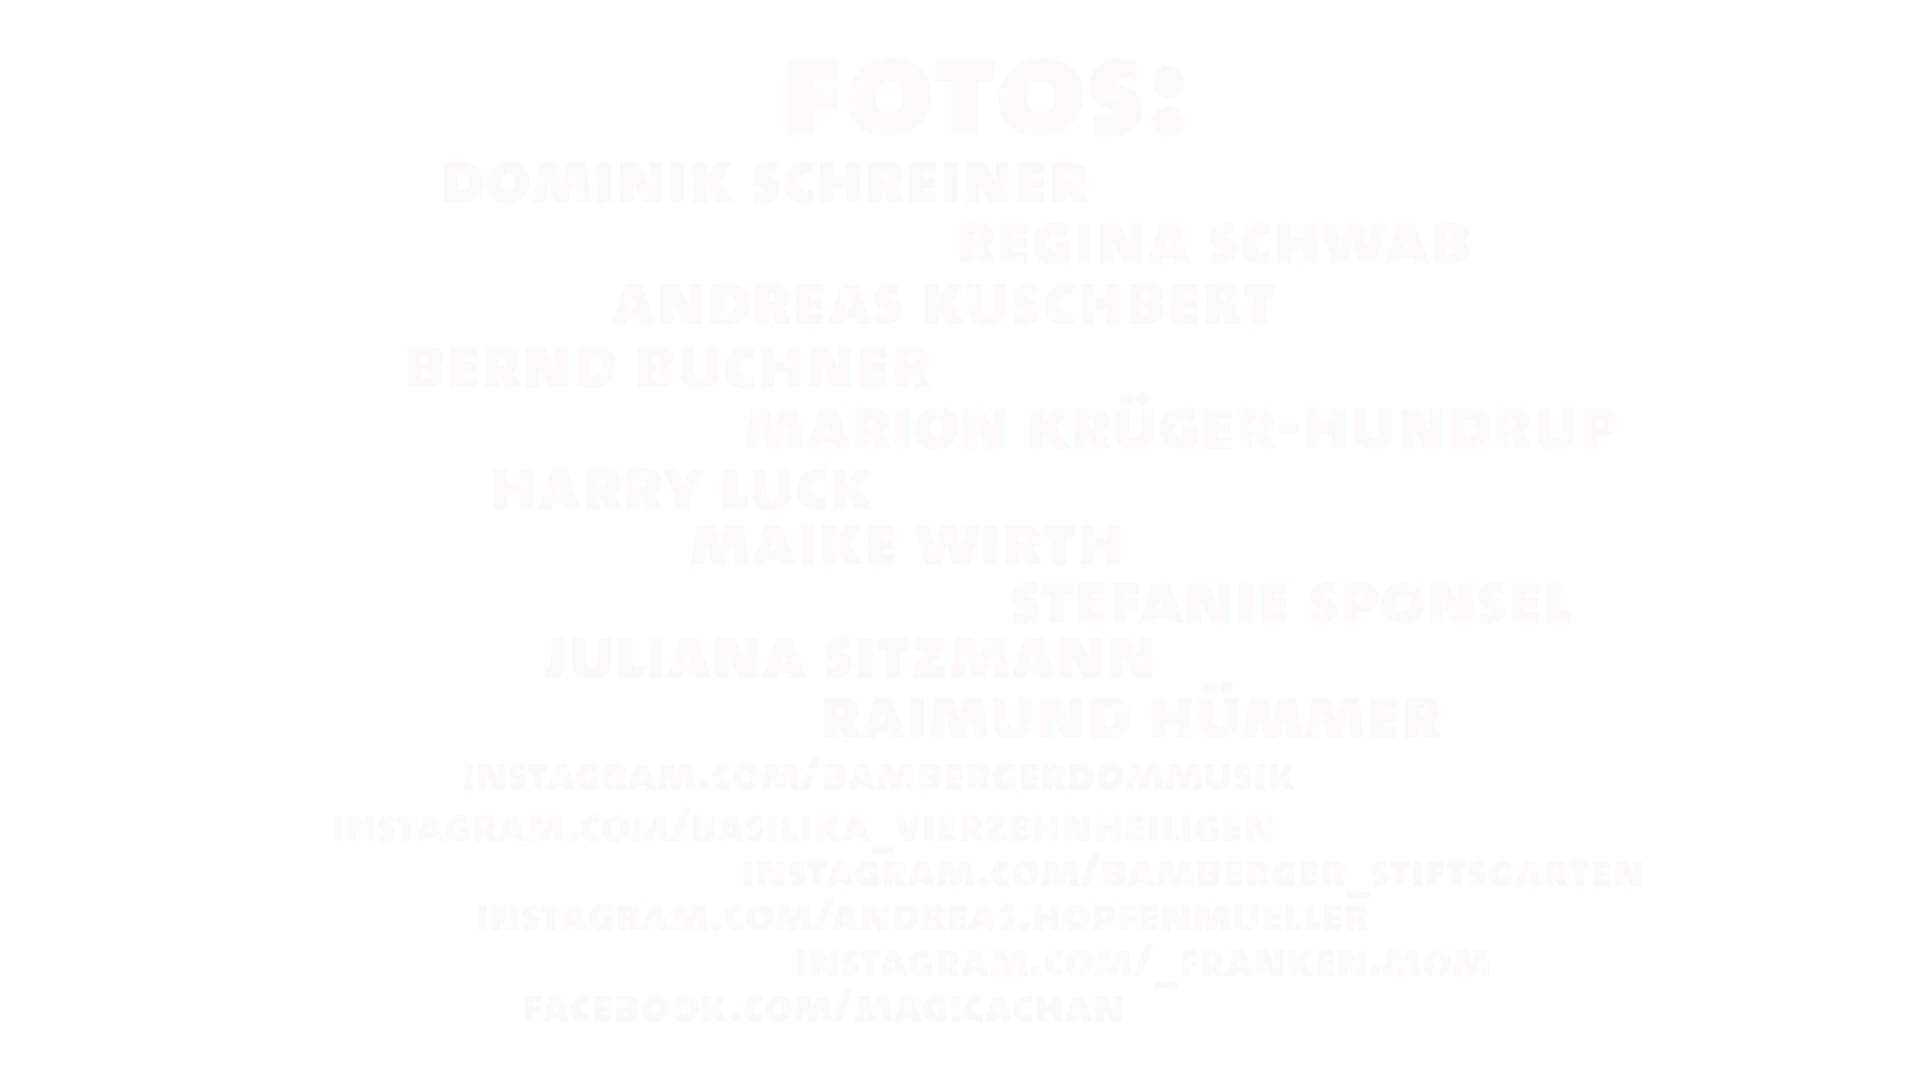 FOTOS:
DOMINIK SCHREINER
REGINA SCHWAB
ANDREAS KUSCHBERT
BERND BUCHNER
MARION KRÜGER-HUNDRUP
HARRY LUCK
MAIKE WIRTH
STEFANIE SPONSEL
JULIANA SITZMANN
RAIMUND HÜMMER
INSTAGRAM.COM/BAMBERGERDOMMUSIK
INSTAGRAM.COM/BASILIKA_VIERZEHNHEILIGEN
INSTAGRAM.COM/BAMBERGER_STIFTSGARTEN
INSTAGRAM.COM/ANDREAS.HOPFENMUELLER
INSTAGRAM.COM/_FRANKEN.MOM
FACEBOOK.COM/MAGICACHAN